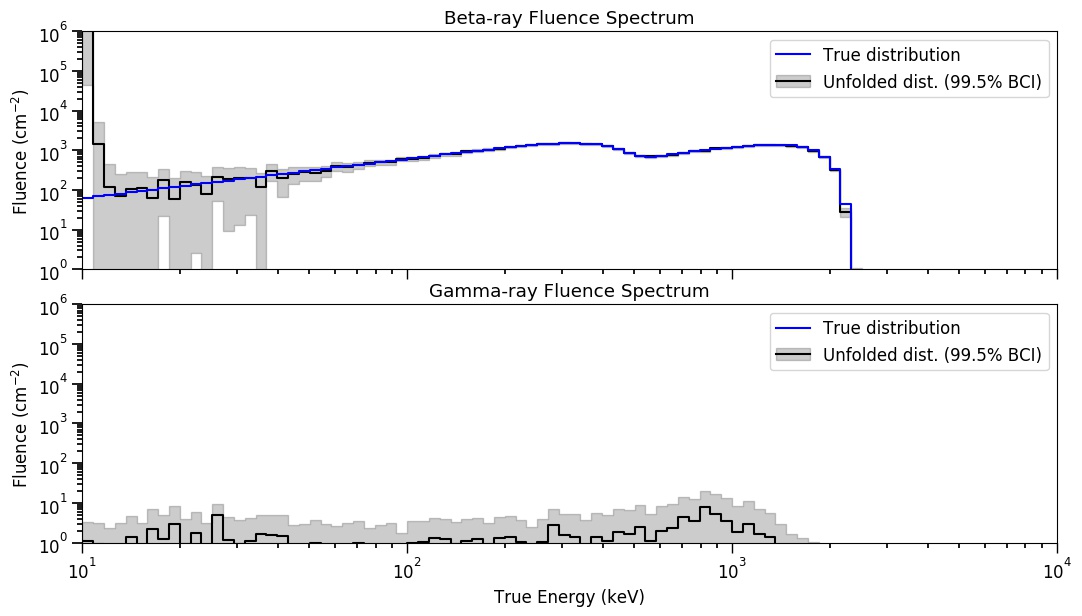 Beta-ray Fluence Spectrum
10^6
10^5
10^4
10^3
10^2
10^1
10^0
Fluence (cm^−2)
True distribution
Unfolded dist. (99.5% BCI)
Gamma-ray Fluence Spectrum
10^6
10^5
10^4
10^3
10^2
10^1
10^0
Fluence (cm^−2)
True distribution
Unfolded dist. (99.5% BCI)
10^1 10^2 10^3 10^4
True Energy (keV)